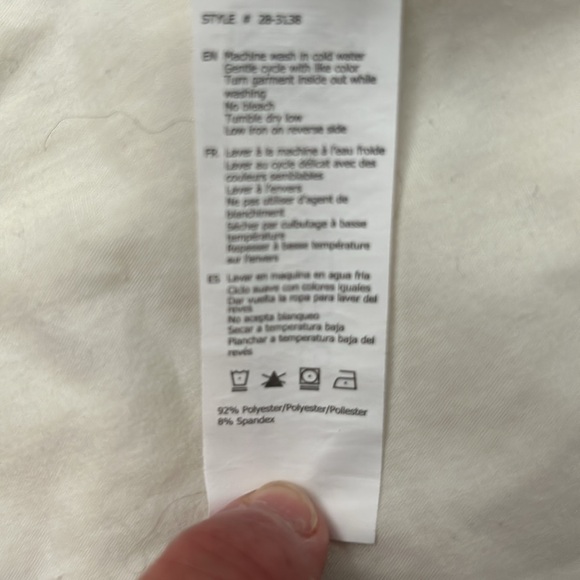 STYLE # 28-3138
EN Machine wash in cold water
Gentle cycle with like color
Turn garment inside out while
washing
No bleach
Tumble dry low
Low iron on reverse side
FR Laver à la machine à l'eau froide
Laver au cycle délicat avec des
couleurs semblables
Laver à l'envers
Ne pas utiliser d'agent de
blanchiment
Sécher par culbutage à basse
température
Repasser à basse température
sur l'envers
ES Lavar en maquina en agua fria
Ciclo suave con colores iguales
Dar vuelta la ropa para lavar del
reves
No acepta blanqueo
Secar a temperatura baja
Planchar a temperatura baja del
revés
92% Polyester/Polyester/Poliester
8% Spandex